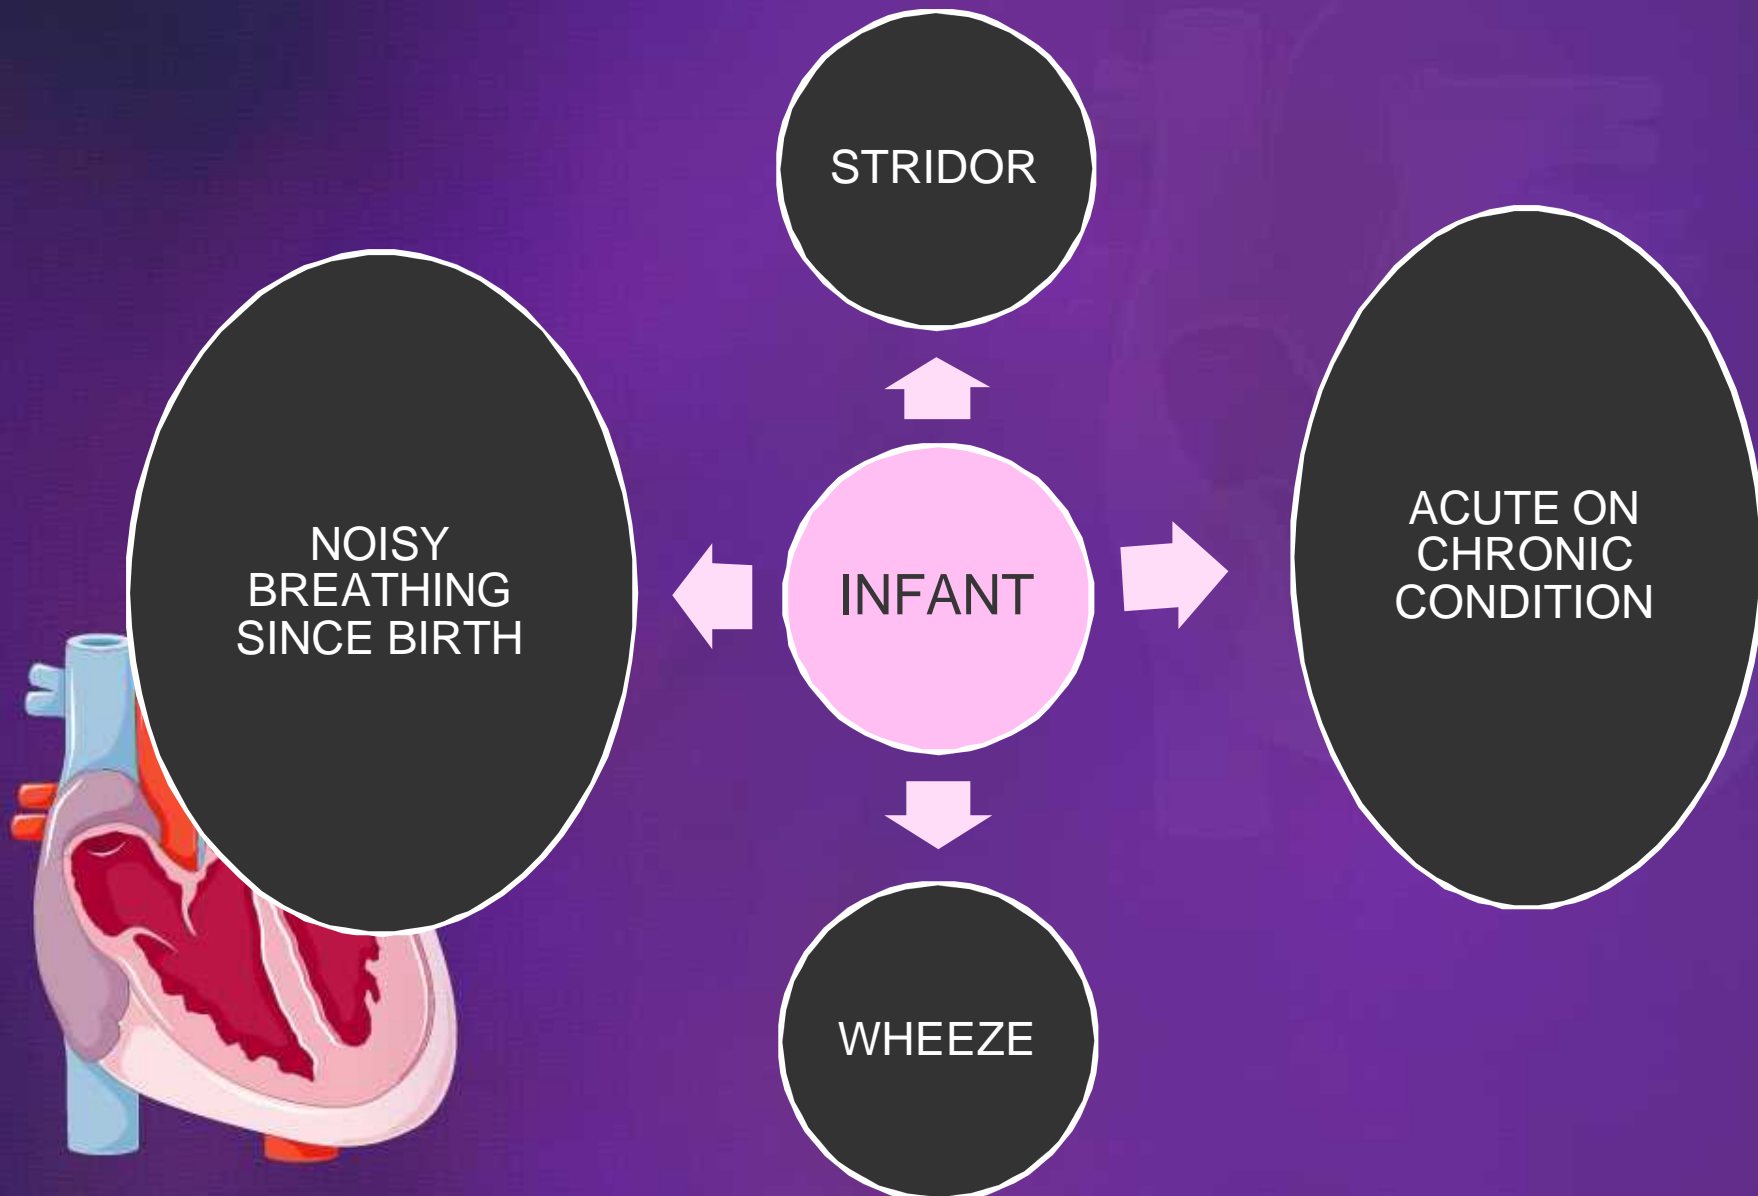 STRIDOR
NOISY
BREATHING
SINCE BIRTH
INFANT
ACUTE ON
CHRONIC
CONDITION
WHEEZE